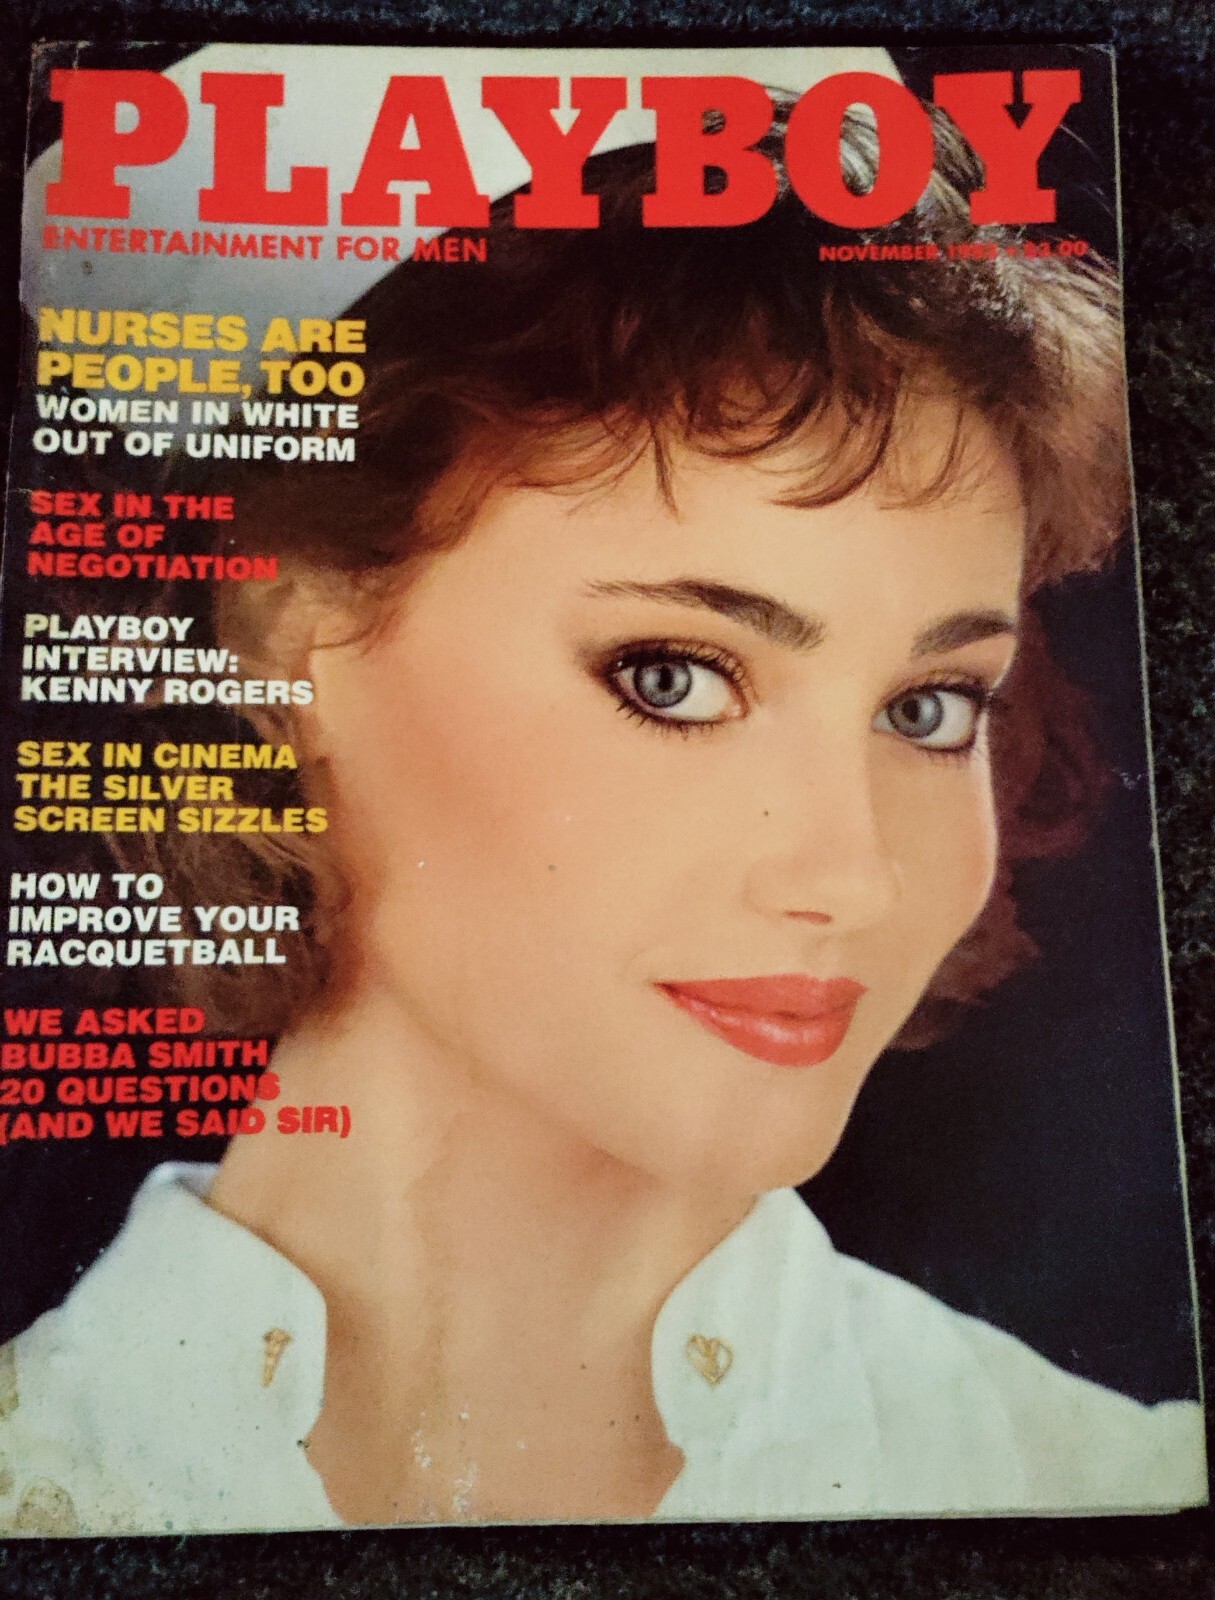 PLAYBOY
ENTERTAINMENT FOR MEN
NOVEMBER
NURSES ARE
PEOPLE, TOO
WOMEN IN WHITE
OUT OF UNIFORM
SEX IN THE
AGE OF
NEGOTIATION
PLAYBOY
INTERVIEW:
KENNY ROGERS
SEX IN CINEMA
THE SILVER
SCREEN SIZZLES
HOW TO
IMPROVE YOUR
RACQUETBALL
WE ASKED
BUBBA SMITH
20 QUESTIONS
(AND WE SAID SIR)